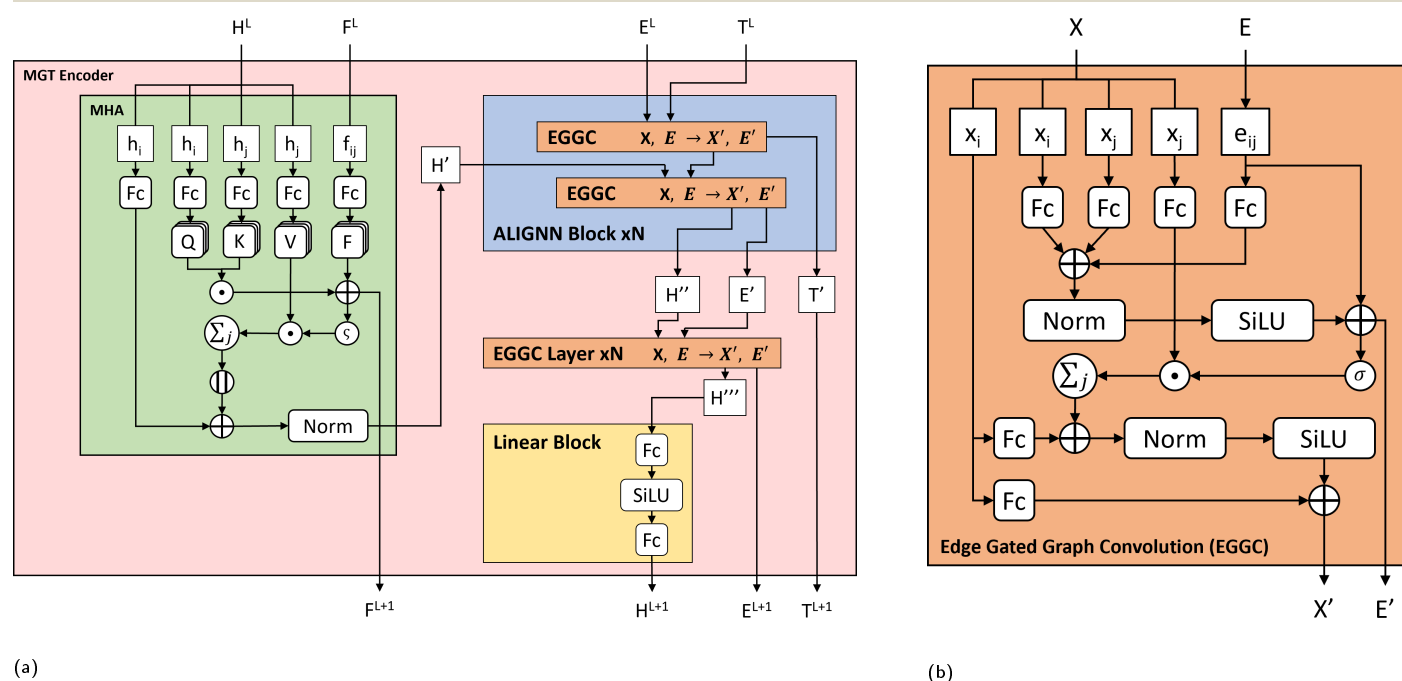 H^L F^L E^L T^L
MGT Encoder
MHA
h_i h_i h_j h_j f_ij
Fc Fc Fc Fc Fc
Q K V F
∑_j ς
Norm
H′
EGGC X, E → X′, E′
EGGC X, E → X′, E′
ALIGNN Block xN
H′′ E′ T′
EGGC Layer xN X, E → X′, E′
H′′′
Linear Block
Fc
SiLU
Fc
F^{L+1} H^{L+1} E^{L+1} T^{L+1}
(a)
X E
x_i x_i x_j x_j e_ij
Fc Fc Fc Fc
Norm SiLU
∑_j σ
Fc Norm SiLU
Fc
Edge Gated Graph Convolution (EGGC)
X’ E’
(b)